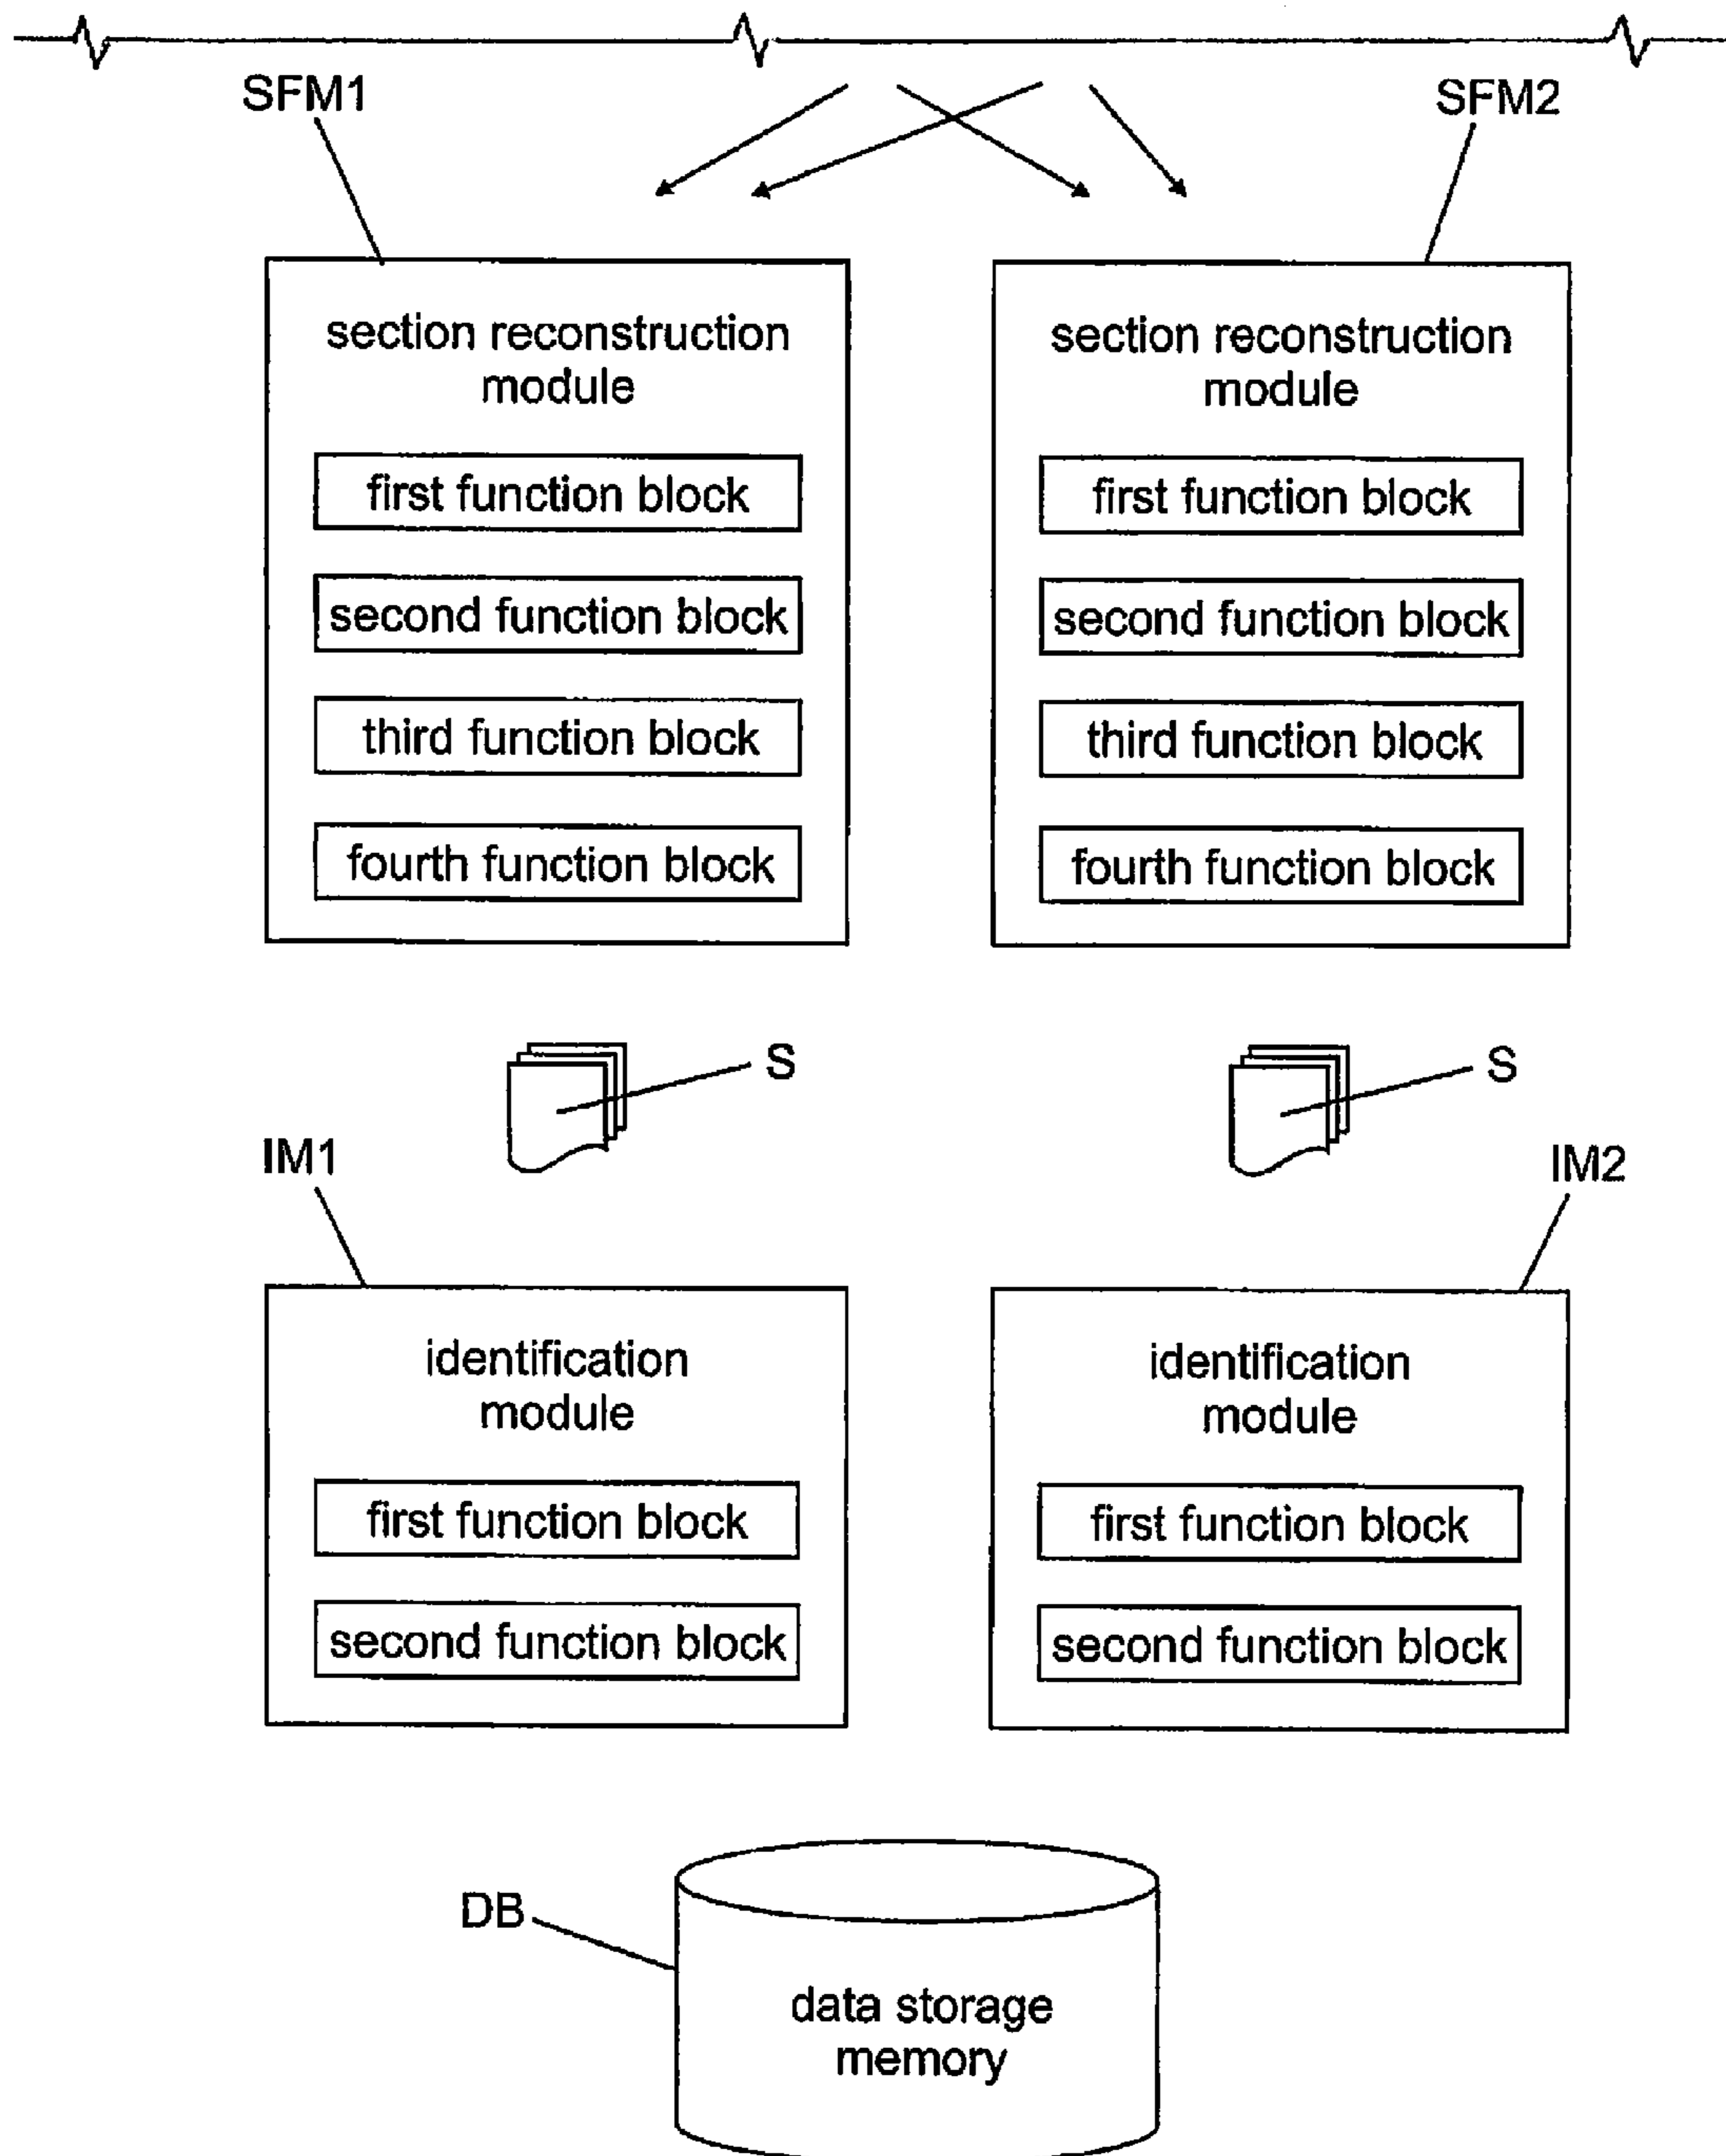 SFM1
SFM2
section reconstruction
module
first function block
second function block
third function block
fourth function block
section reconstruction
module
first function block
second function block
third function block
fourth function block
S
S
IM1
IM2
identification
module
first function block
second function block
identification
module
first function block
second function block
DB
data storage
memory